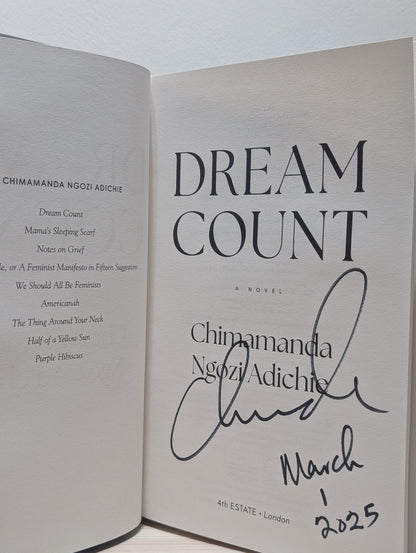 CHIMAMANDA NGOZI ADICHIE
Dream Count
Mama's Sleeping Scarf
Notes on Grief
or A Feminist Manifesto in Fifteen Suggestions
We Should All Be Feminists
Americanah
The Thing Around Your Neck
Half of a Yellow Sun
Purple Hibiscus
DREAM
COUNT
A NOVEL
Chimamanda
Ngozi Adichie
March
2025
4th ESTATE • London